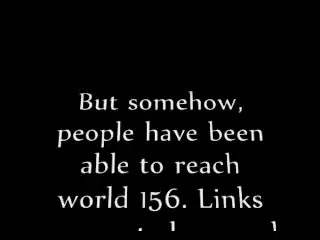 But somehow,
people have been
able to reach
world 156. Links